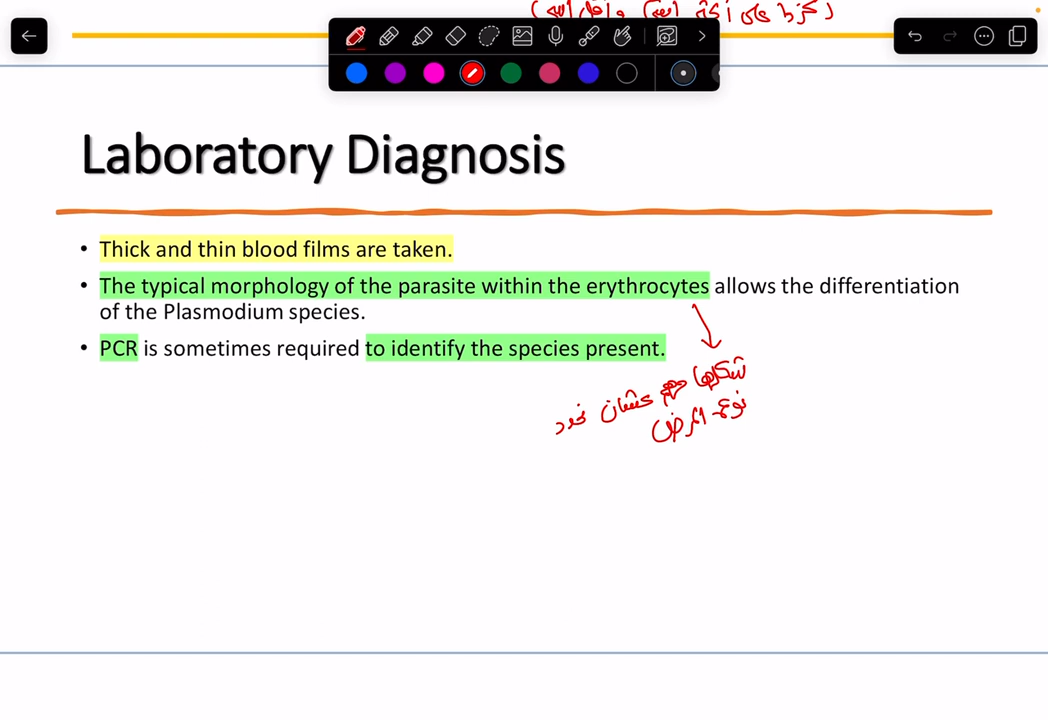 ركزوا على
Laboratory Diagnosis
• Thick and thin blood films are taken.
• The typical morphology of the parasite within the erythrocytes allows the differentiation
of the Plasmodium species.
• PCR is sometimes required to identify the species present.
شكلها مهم عشان نحدد
نوع المرض